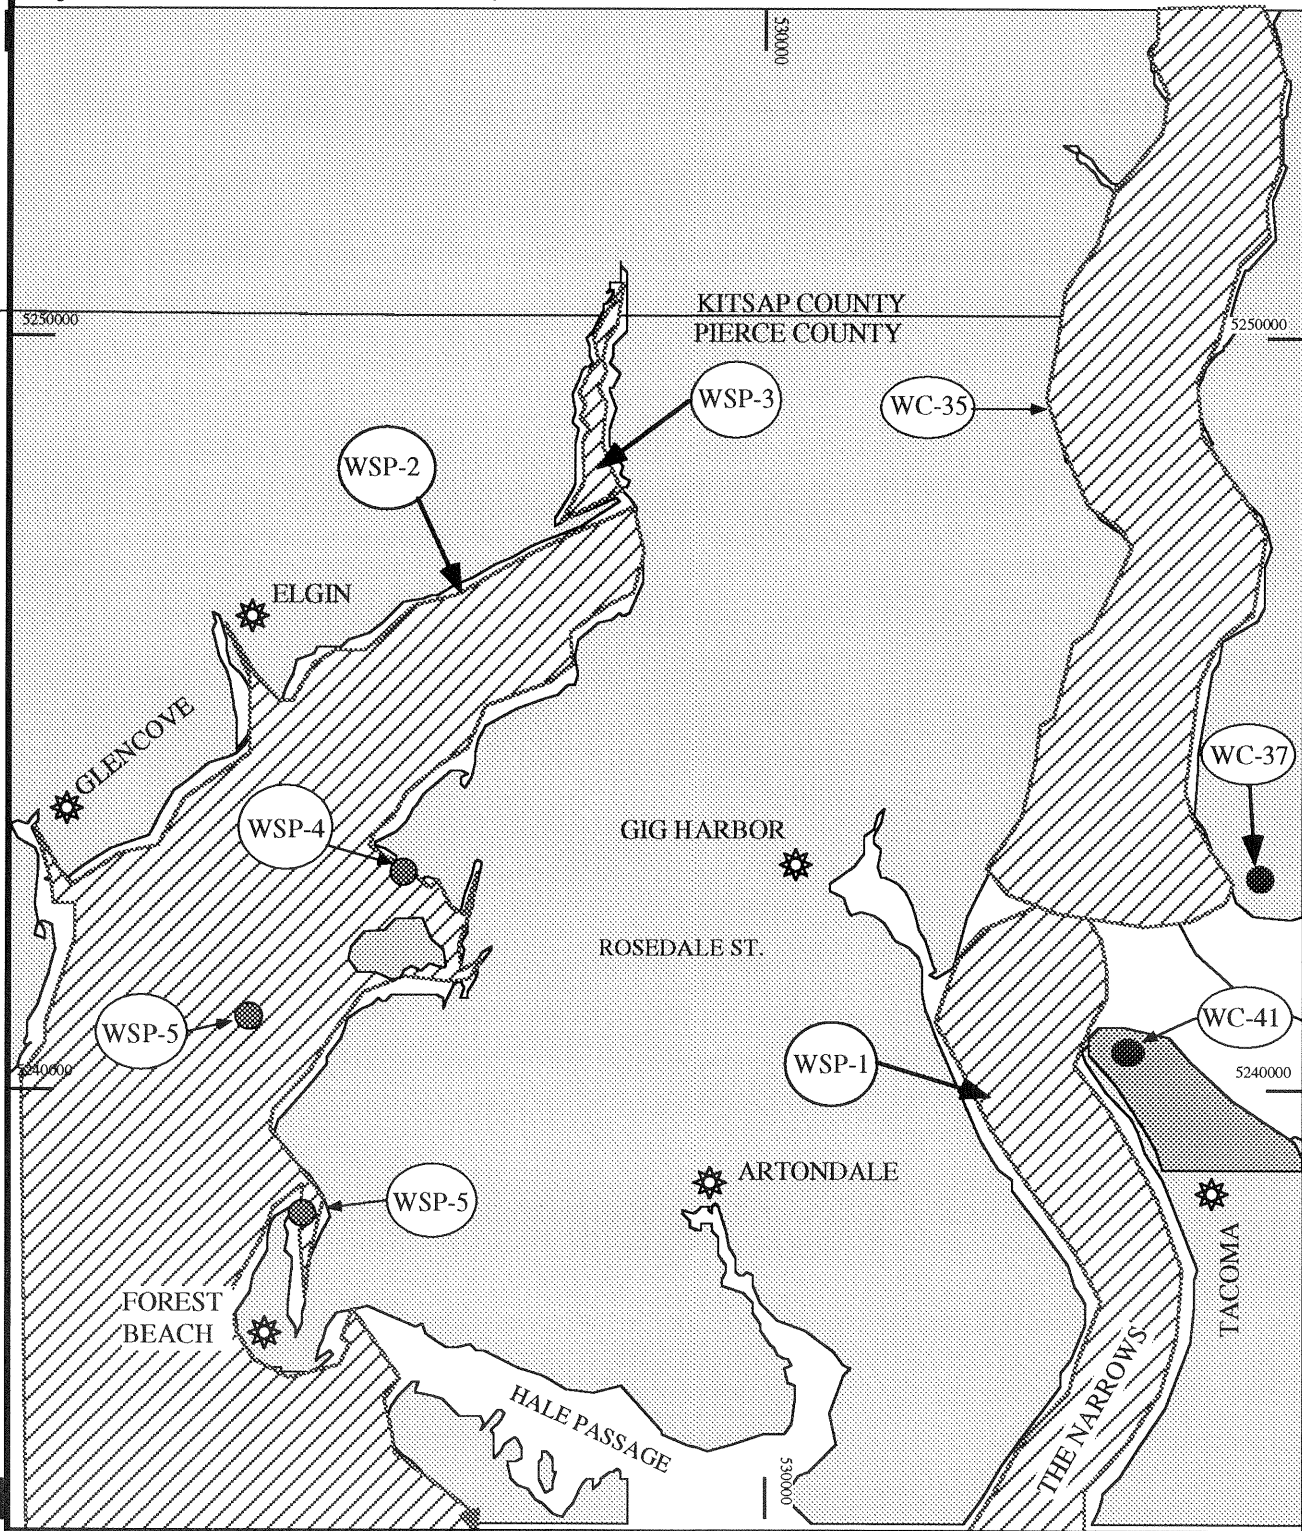 530000
KITSAP COUNTY
PIERCE COUNTY
5250000
5250000
WSP-3
WC-35
WSP-2
ELGIN
GLENCOVE
WC-37
WSP-4
GIG HARBOR
ROSEDALE ST.
WSP-5
WC-41
WSP-1
5240000
5240000
ARTONDALE
WSP-5
TACOMA
FOREST
BEACH
THE NARROWS
HALE PASSAGE
530000